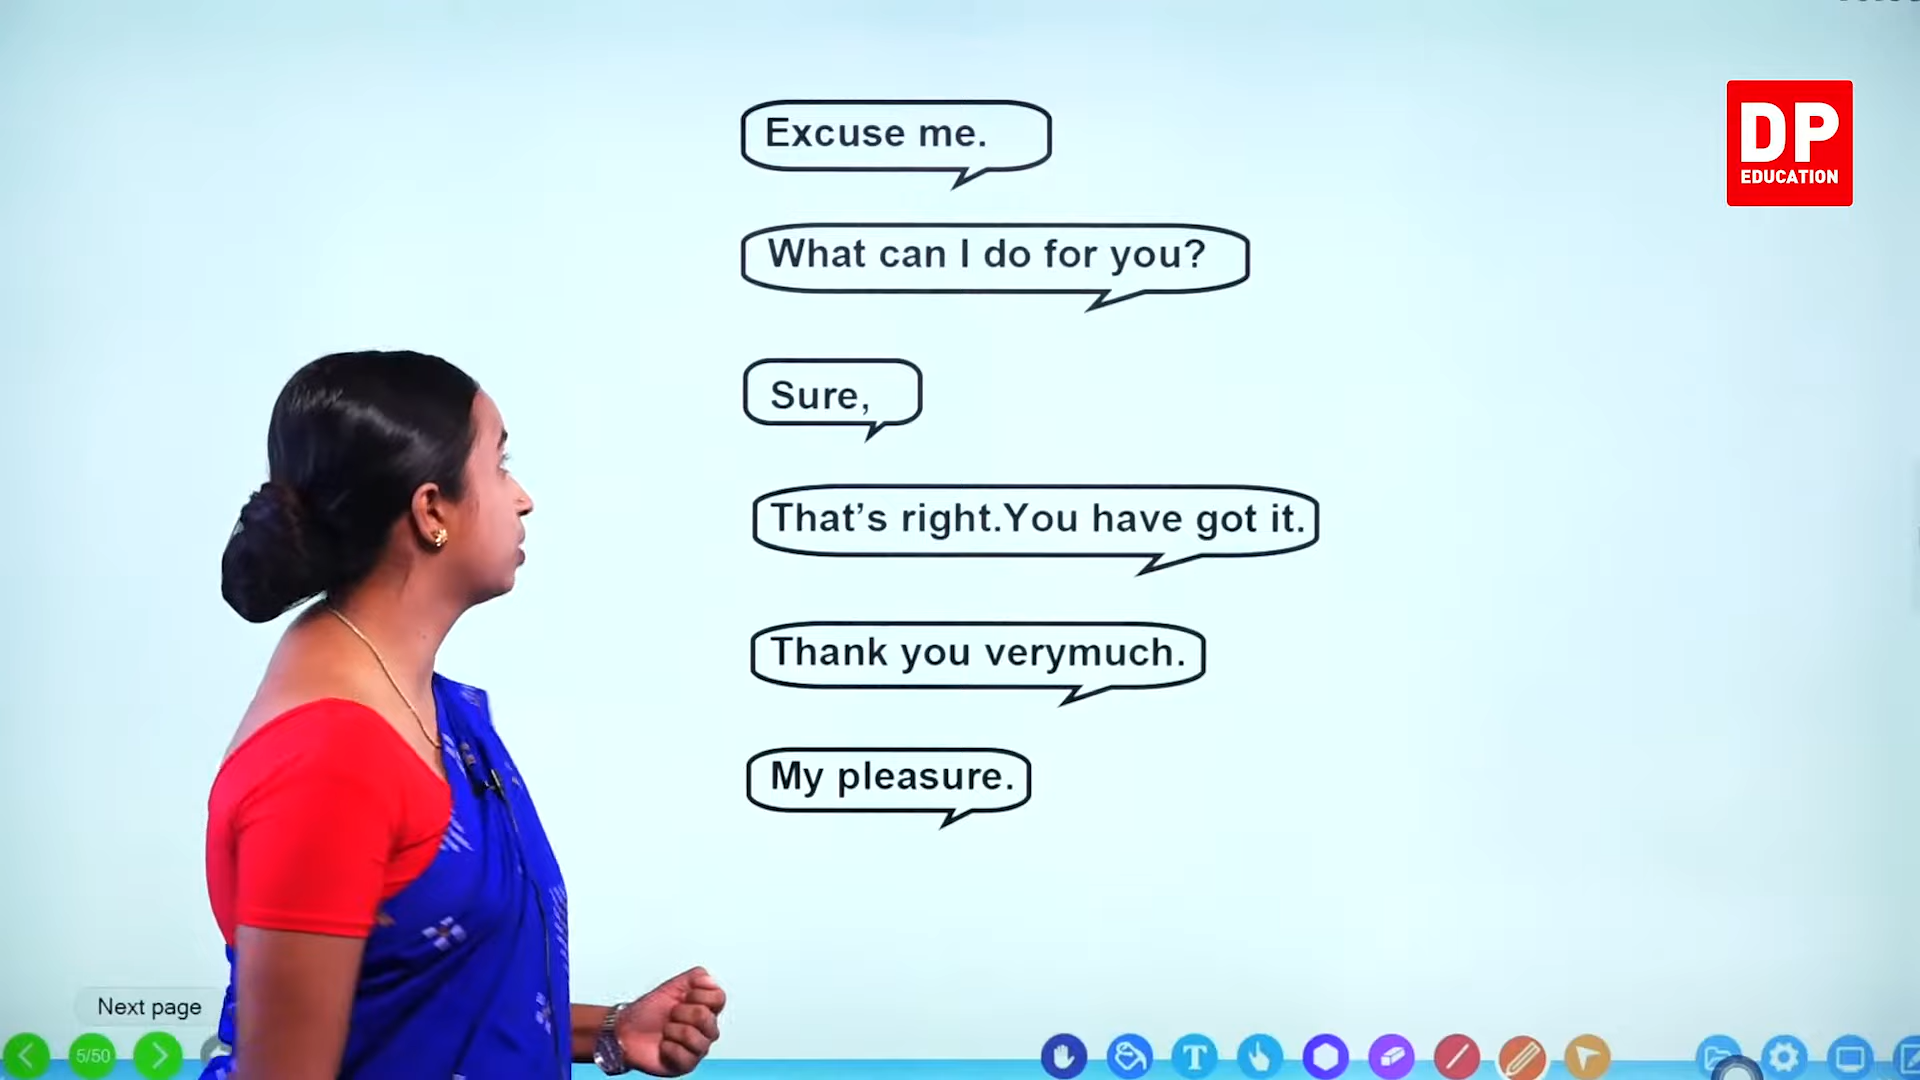 DP
EDUCATION
Excuse me.
What can I do for you?
Sure,
That’s right.You have got it.
Thank you verymuch.
My pleasure.
Next page
5/50
T